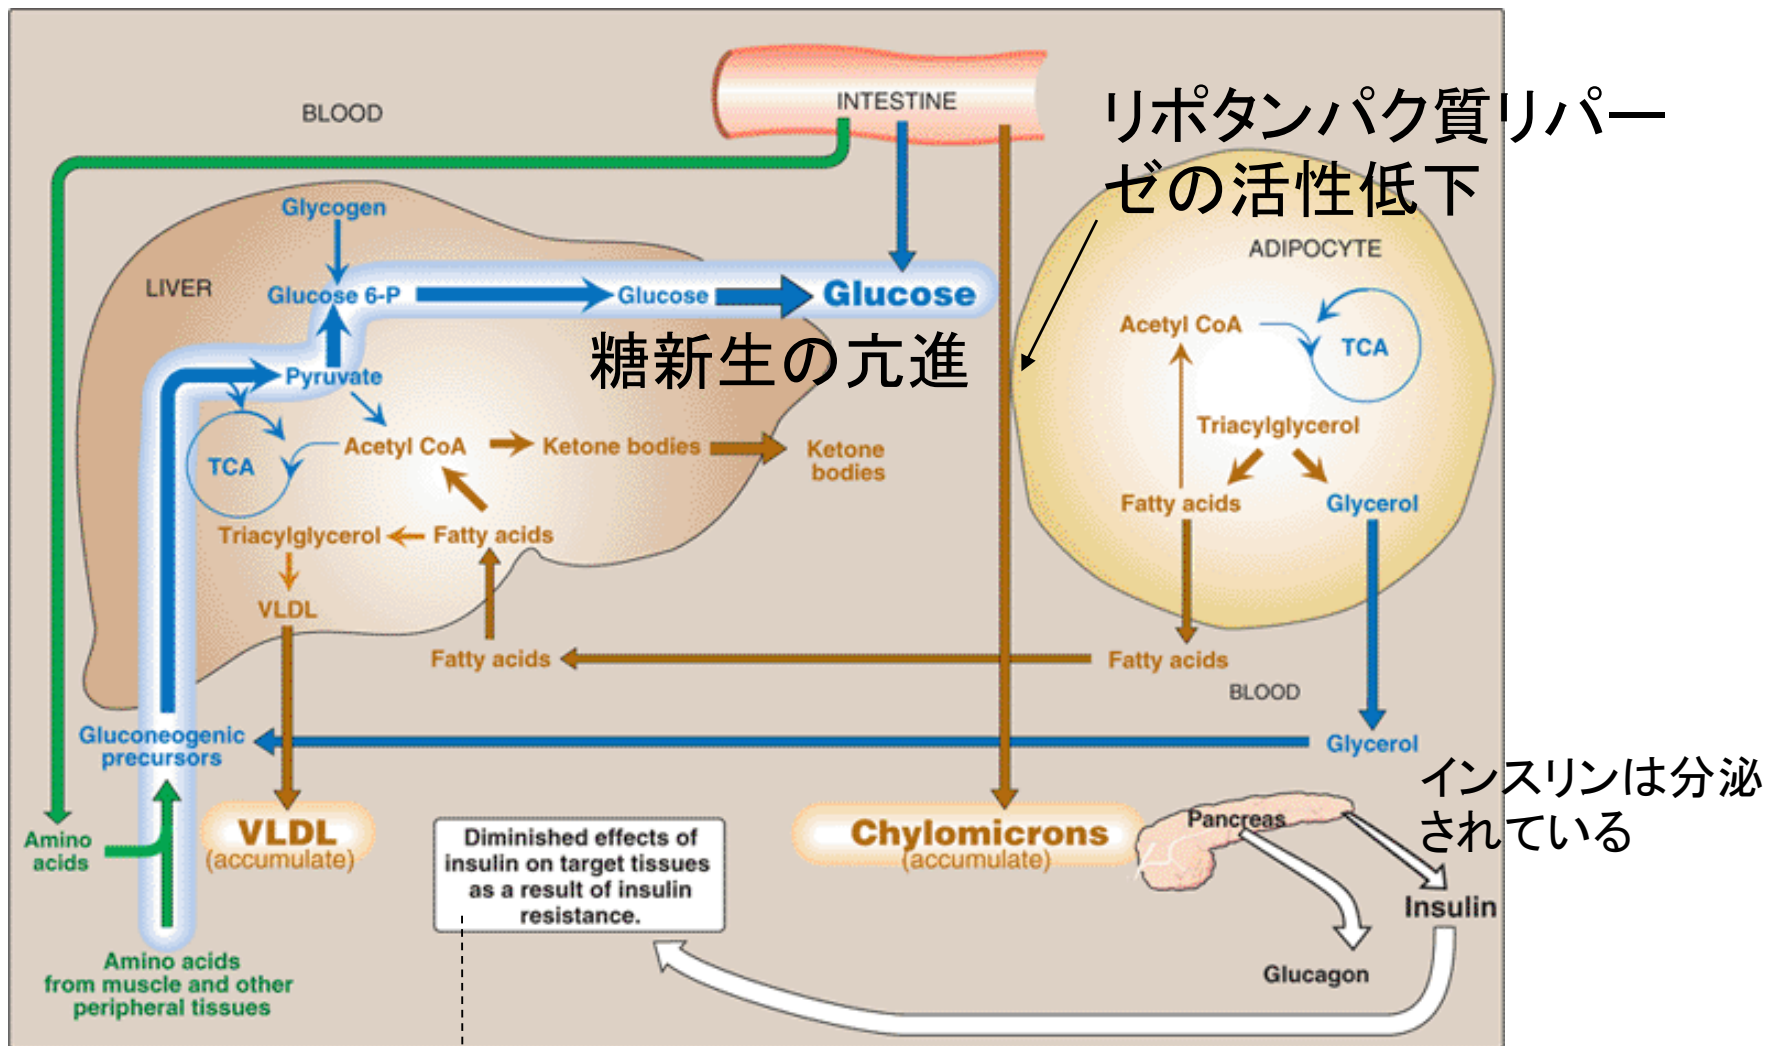 INTESTINE
BLOOD
リポタンパク質リパー
ゼの活性低下
Glycogen
ADIPOCYTE
LIVER
Glucose 6-P
Glucose
Glucose
Acetyl CoA
TCA
糖新生の亢進
Pyruvate
Triacylglycerol
Acetyl CoA
Ketone bodies
Ketone
bodies
TCA
Fatty acids
Glycerol
Triacylglycerol
Fatty acids
VLDL
Fatty acids
Fatty acids
BLOOD
Gluconeogenic
precursors
Glycerol
インスリンは分泌
されている
Pancreas
Amino
acids
VLDL
(accumulate)
Diminished effects of
insulin on target tissues
as a result of insulin
resistance.
Chylomicrons
(accumulate)
Insulin
Glucagon
Amino acids
from muscle and other
peripheral tissues